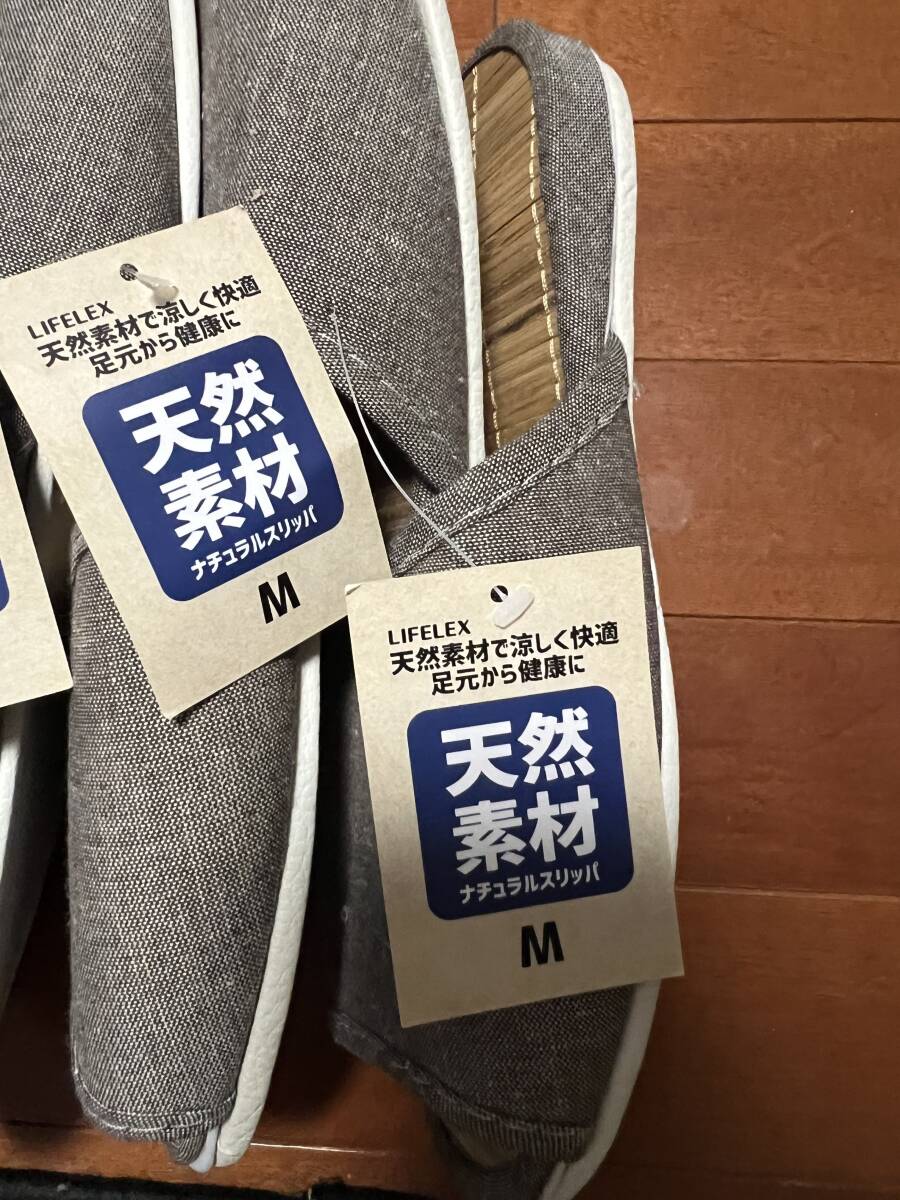 LIFELEX
天然素材で涼しく快適
足元から健康に
天然
素材
ナチュラルスリッパ
M
LIFELEX
天然素材で涼しく快適
足元から健康に
天然
素材
ナチュラルスリッパ
M